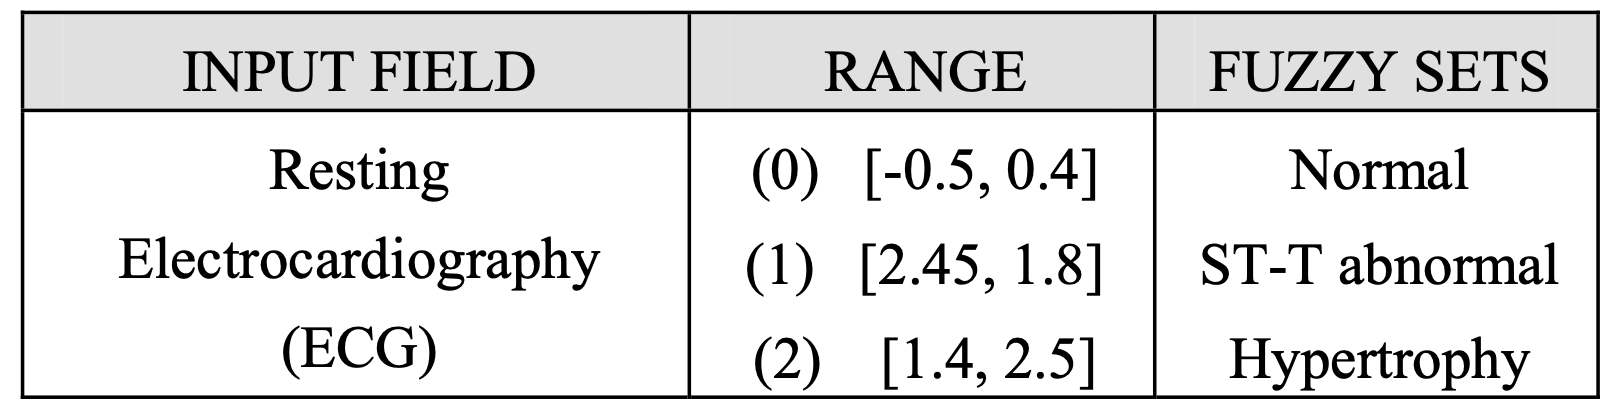 INPUT FIELD RANGE FUZZY SETS
Resting (0) [-0.5, 0.4] Normal
Electrocardiography (1) [2.45, 1.8] ST-T abnormal
(ECG) (2) [1.4, 2.5] Hypertrophy